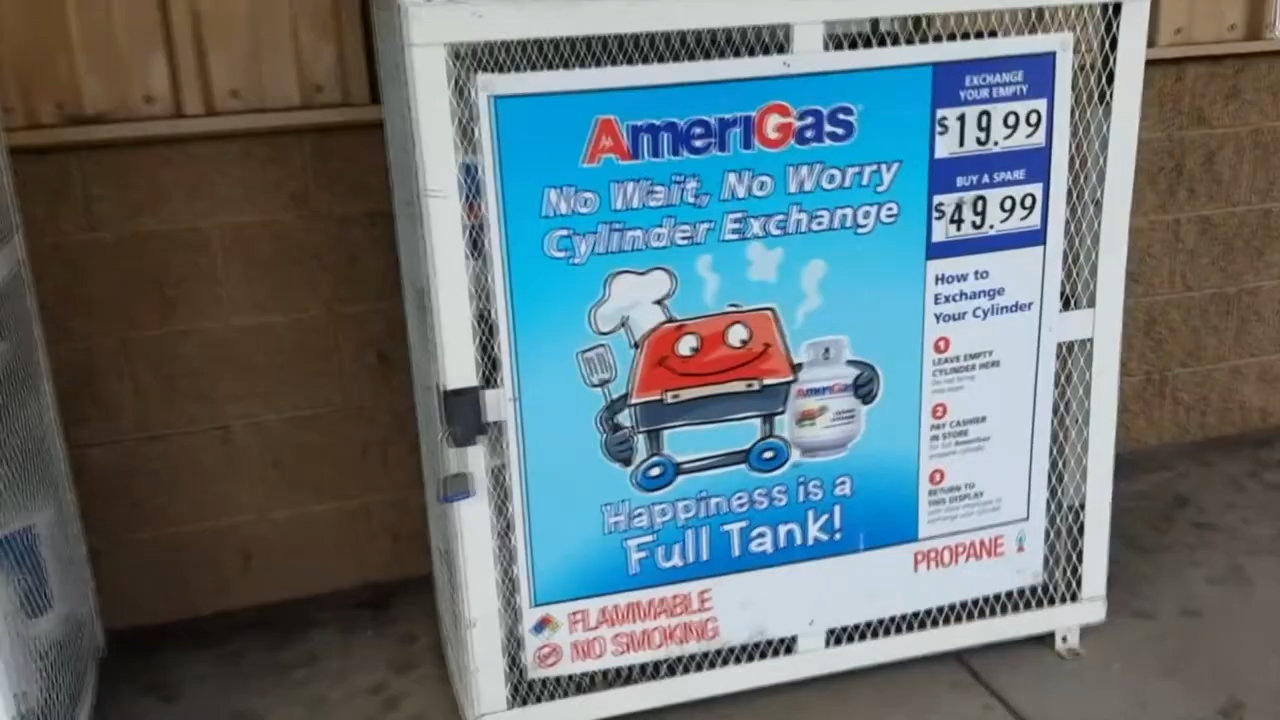 AmeriGas
No Wait, No Worry
Cylinder Exchange
AmeriGas
Happiness is a
Full Tank!
EXCHANGE
YOUR EMPTY
$19.99
BUY A SPARE
$49.99
How to
Exchange
Your Cylinder
1
LEAVE EMPTY
CYLINDER HERE
2
PAY CASHIER
IN STORE
3
RETURN TO
THIS DISPLAY
PROPANE
FLAMMABLE
NO SMOKING